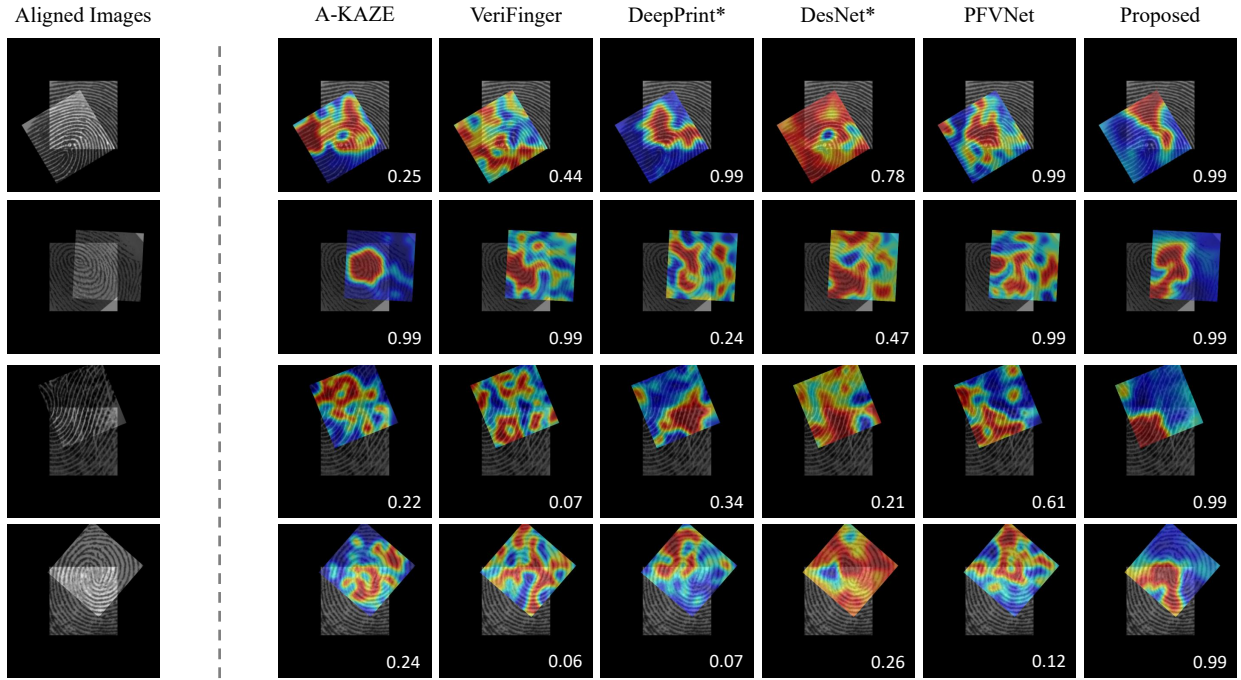 Aligned Images A-KAZE VeriFinger DeepPrint* DesNet* PFVNet Proposed
0.25 0.44 0.99 0.78 0.99 0.99
0.99 0.99 0.24 0.47 0.99 0.99
0.22 0.07 0.34 0.21 0.61 0.99
0.24 0.06 0.07 0.26 0.12 0.99